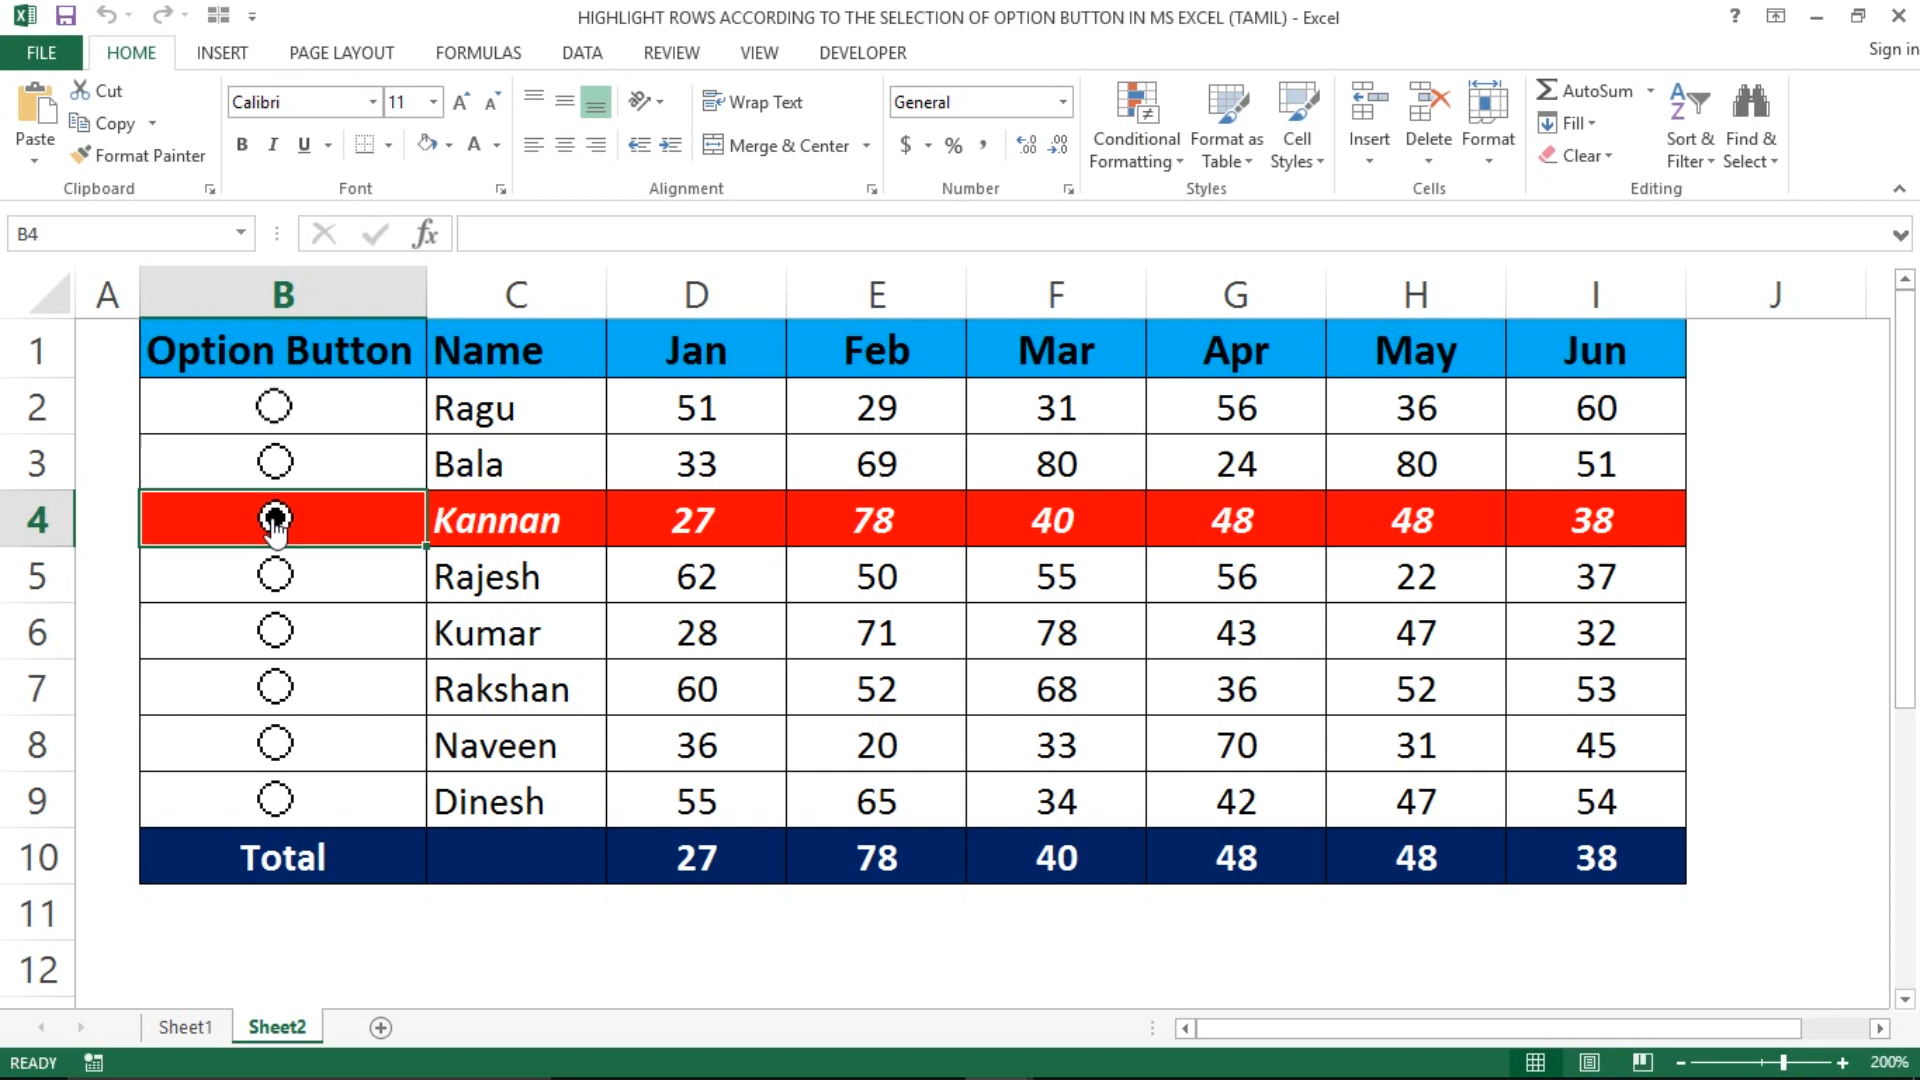 HIGHLIGHT ROWS ACCORDING TO THE SELECTION OF OPTION BUTTON IN MS EXCEL (TAMIL) - Excel
?
FILE HOME INSERT PAGE LAYOUT FORMULAS DATA REVIEW VIEW DEVELOPER Sign in
Paste
Cut
Copy
Format Painter
Clipboard
Calibri 11
B I U A
Font
Wrap Text
Merge & Center
Alignment
General
$ % ,
Number
Conditional Formatting
Format as Table
Cell Styles
Styles
Insert Delete Format
Cells
AutoSum
Fill
Clear
Sort & Filter
Find & Select
Editing
B4 fx
A B C D E F G H I J
1 Option Button Name Jan Feb Mar Apr May Jun
2 Ragu 51 29 31 56 36 60
3 Bala 33 69 80 24 80 51
4 Kannan 27 78 40 48 48 38
5 Rajesh 62 50 55 56 22 37
6 Kumar 28 71 78 43 47 32
7 Rakshan 60 52 68 36 52 53
8 Naveen 36 20 33 70 31 45
9 Dinesh 55 65 34 42 47 54
10 Total 27 78 40 48 48 38
11
12
Sheet1 Sheet2
READY 200%